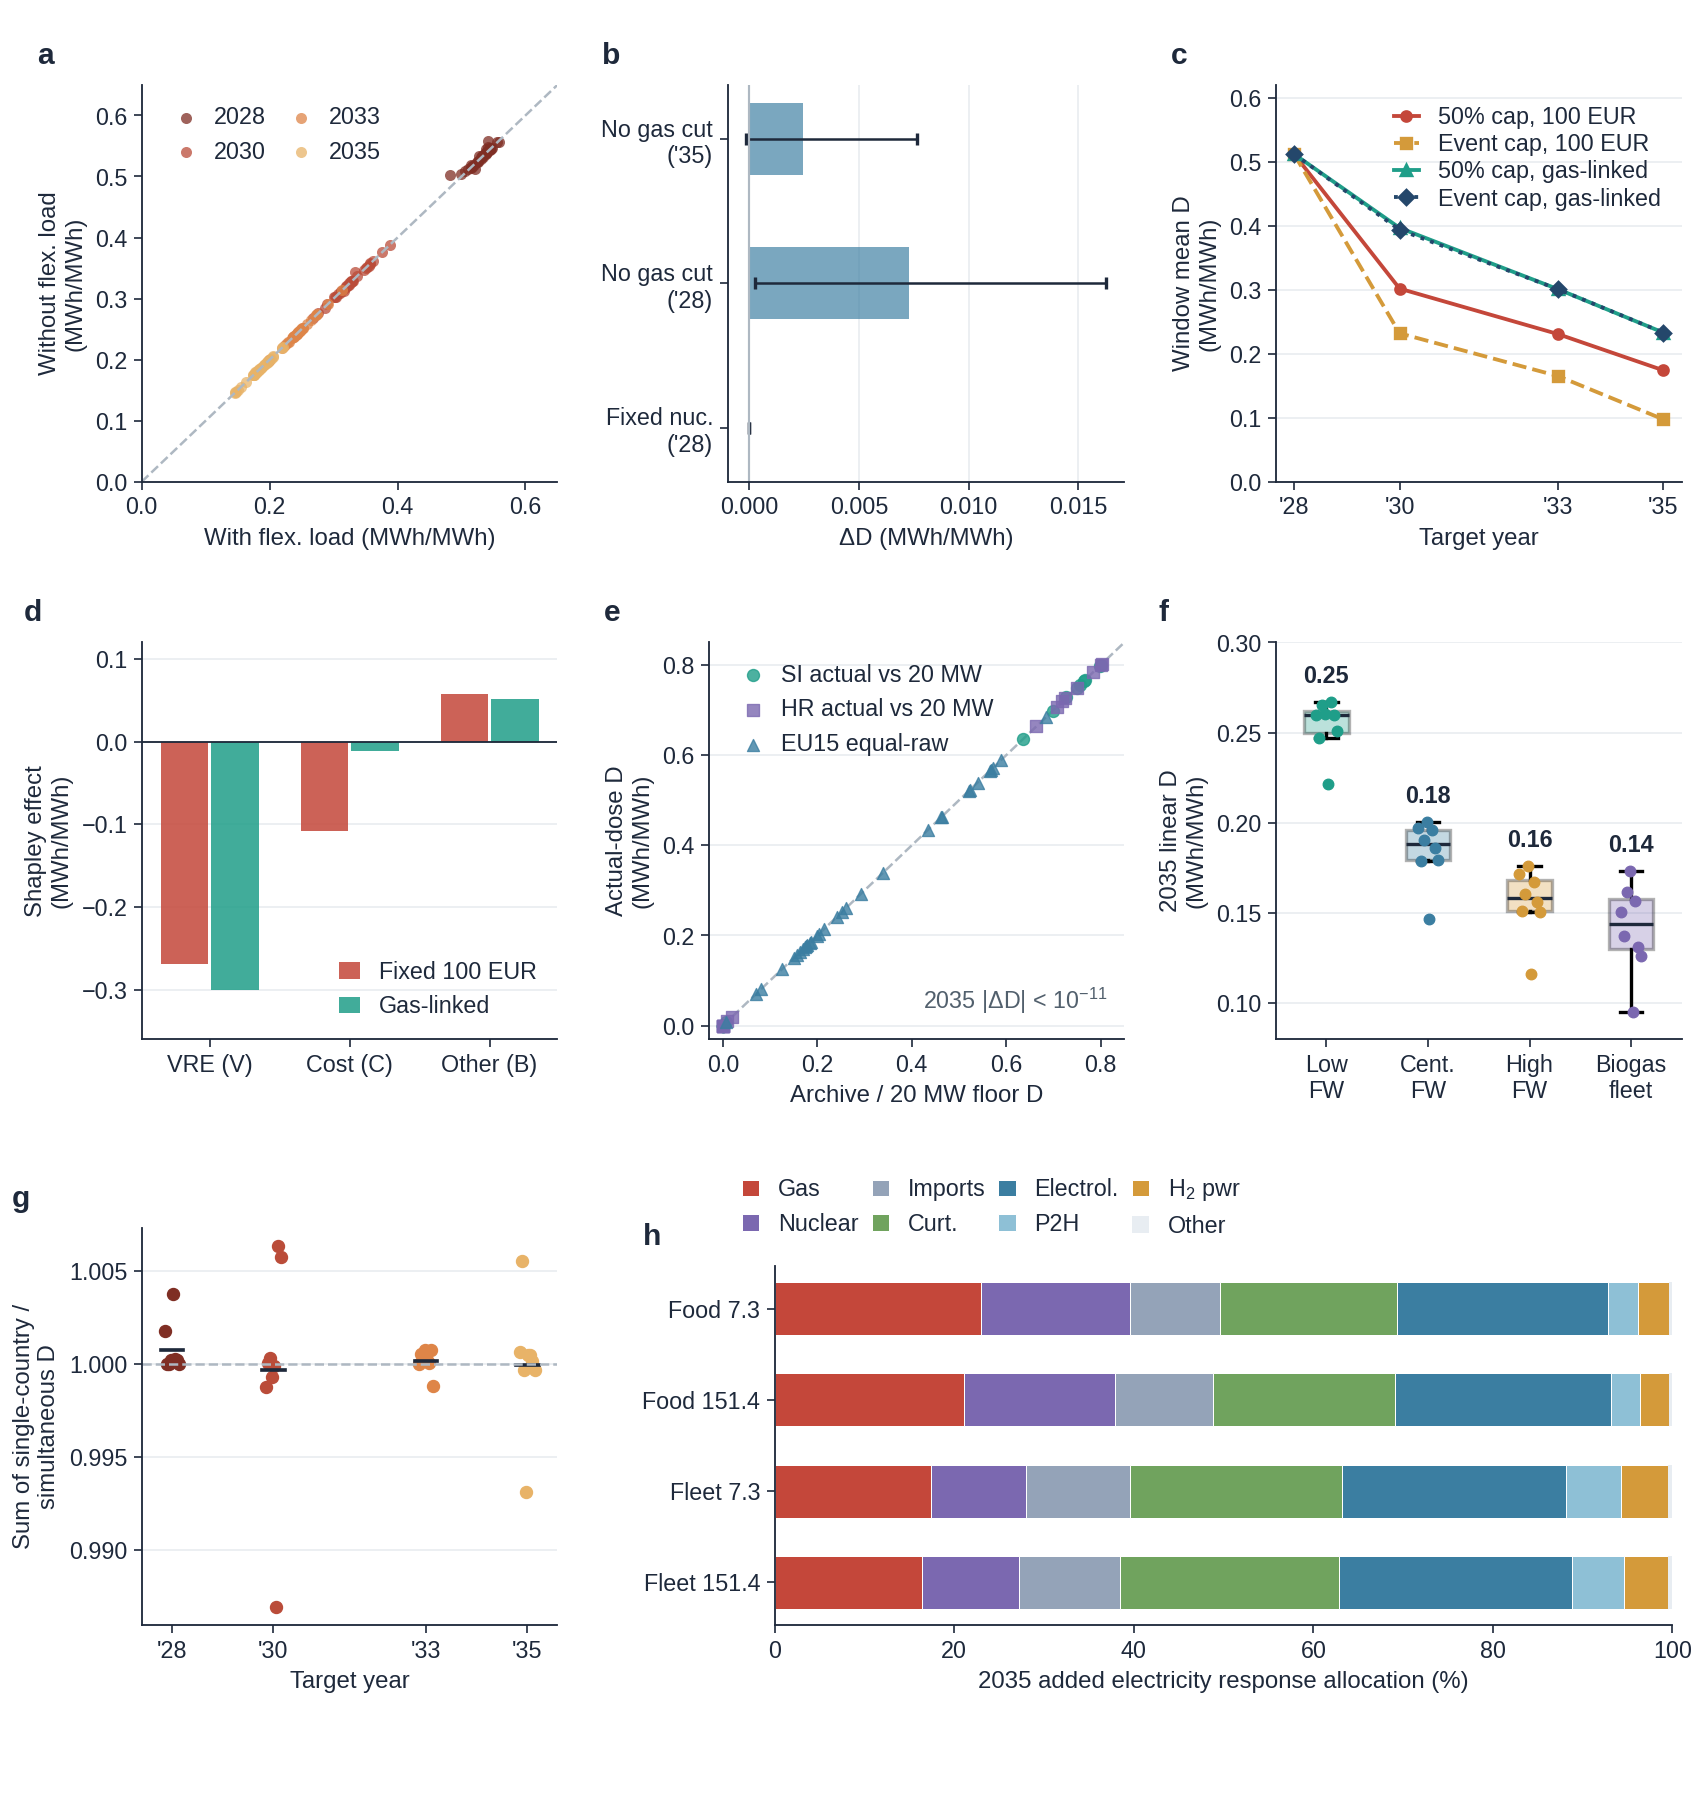 a
2028
2030
2033
2035
0.6
0.5
0.4
0.3
0.2
0.1
0.0
0.0
0.2
0.4
0.6
Without flex. load
(MWh/MWh)
With flex. load (MWh/MWh)
b
No gas cut
('35)
No gas cut
('28)
Fixed nuc.
('28)
0.000
0.005
0.010
0.015
ΔD (MWh/MWh)
c
50% cap, 100 EUR
Event cap, 100 EUR
50% cap, gas-linked
Event cap, gas-linked
0.6
0.5
0.4
0.3
0.2
0.1
0.0
'28
'30
'33
'35
Window mean D
(MWh/MWh)
Target year
d
0.1
0.0
−0.1
−0.2
−0.3
Shapley effect
(MWh/MWh)
Fixed 100 EUR
Gas-linked
VRE (V)
Cost (C)
Other (B)
e
SI actual vs 20 MW
HR actual vs 20 MW
EU15 equal-raw
0.8
0.6
0.4
0.2
0.0
0.0
0.2
0.4
0.6
0.8
Actual-dose D
(MWh/MWh)
2035 |ΔD| < 10⁻¹¹
Archive / 20 MW floor D
f
0.30
0.25
0.20
0.15
0.10
2035 linear D
(MWh/MWh)
0.25
0.18
0.16
0.14
Low
FW
Cent.
FW
High
FW
Biogas
fleet
g
1.005
1.000
0.995
0.990
Sum of single-country /
simultaneous D
'28
'30
'33
'35
Target year
h
Gas
Nuclear
Imports
Curt.
Electrol.
P2H
H₂ pwr
Other
Food 7.3
Food 151.4
Fleet 7.3
Fleet 151.4
0
20
40
60
80
100
2035 added electricity response allocation (%)